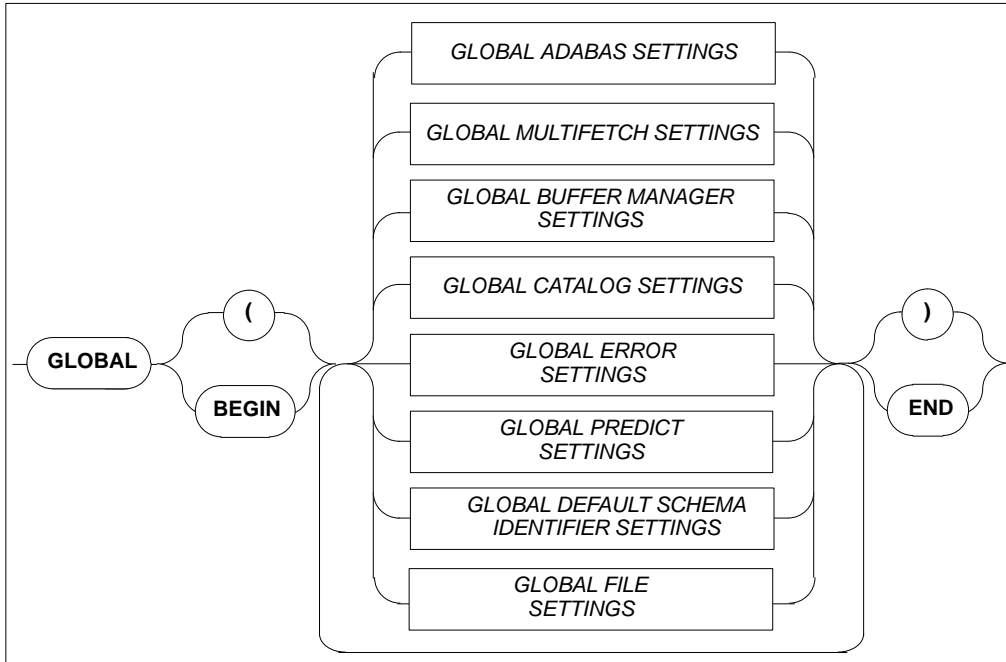 GLOBAL
(
BEGIN
GLOBAL ADABAS SETTINGS
GLOBAL MULTIFETCH SETTINGS
GLOBAL BUFFER MANAGER
SETTINGS
GLOBAL CATALOG SETTINGS
GLOBAL ERROR
SETTINGS
GLOBAL PREDICT
SETTINGS
GLOBAL DEFAULT SCHEMA
IDENTIFIER SETTINGS
GLOBAL FILE
SETTINGS
)
END